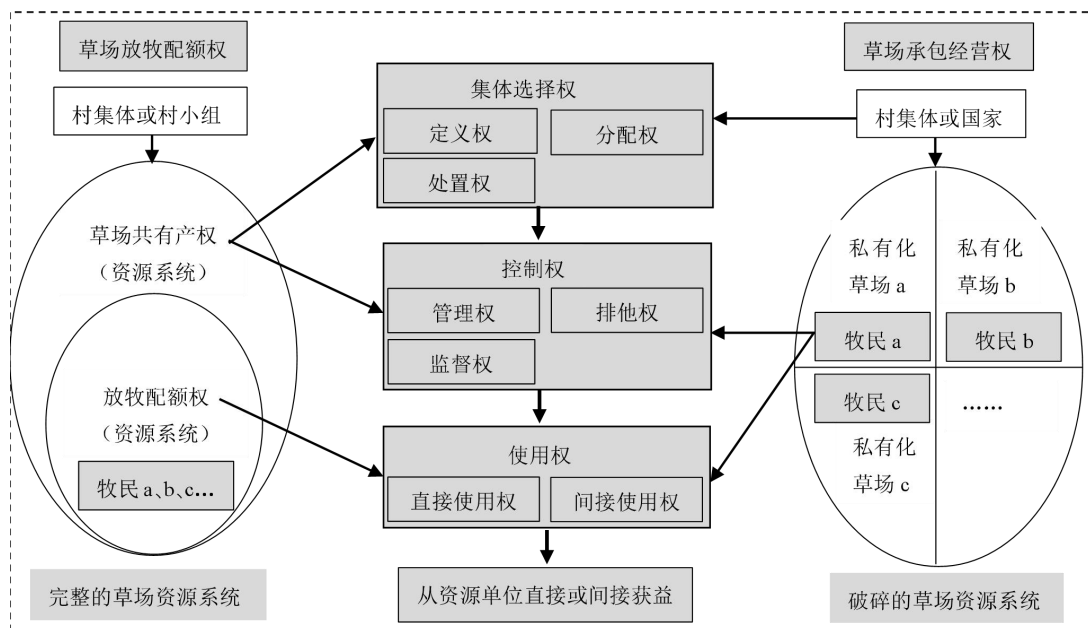 草场放牧配额权
村集体或村小组
草场共有产权
（资源系统）
放牧配额权
（资源系统）
牧民 a、b、c…
完整的草场资源系统
集体选择权
定义权
分配权
处置权
控制权
管理权
排他权
监督权
使用权
直接使用权
间接使用权
从资源单位直接或间接获益
草场承包经营权
村集体或国家
私有化
草场 a
私有化
草场 b
牧民 a
牧民 b
牧民 c
……
私有化
草场 c
破碎的草场资源系统